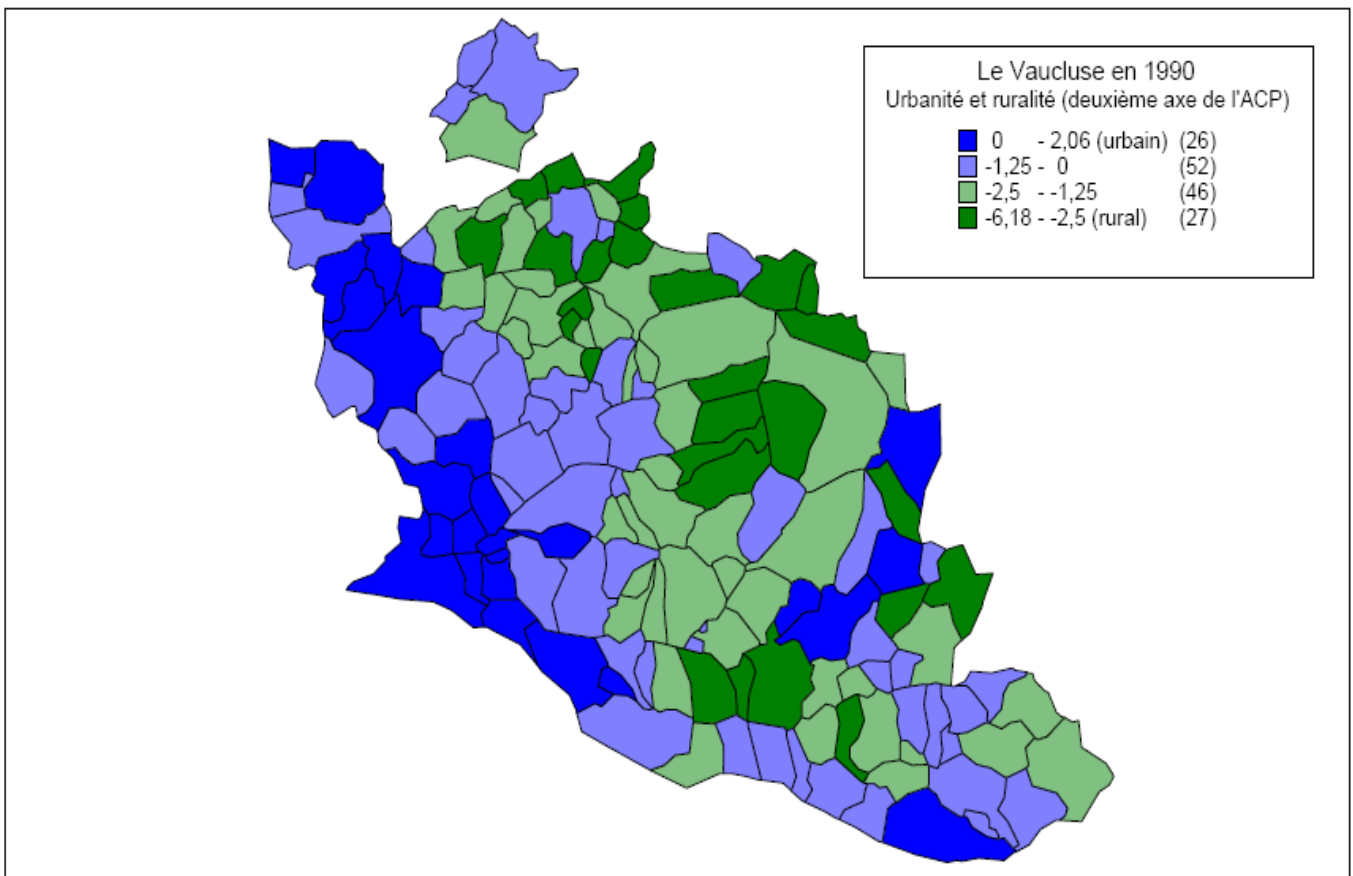 Le Vaucluse en 1990
Urbanité et ruralité (deuxième axe de l'ACP)
0 - 2,06 (urbain) (26)
-1,25 - 0 (52)
-2,5 - -1,25 (46)
-6,18 - -2,5 (rural) (27)